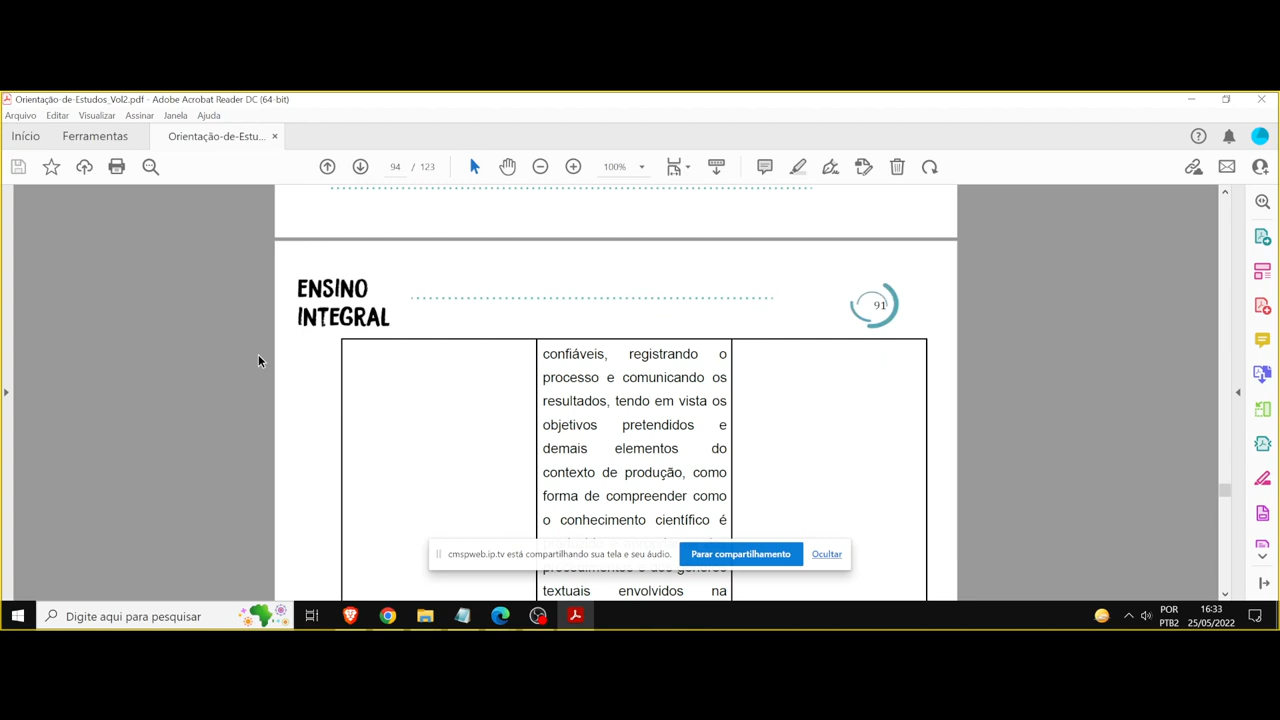 Orientação-de-Estudos_Vol2.pdf - Adobe Acrobat Reader DC (64-bit)
Arquivo Editar Visualizar Assinar Janela Ajuda
Início Ferramentas Orientação-de-Estu... ×
94 / 123 100%
ENSINO
INTEGRAL
91
confiáveis, registrando o
processo e comunicando os
resultados, tendo em vista os
objetivos pretendidos e
demais elementos do
contexto de produção, como
forma de compreender como
o conhecimento científico é
cmspweb.ip.tv está compartilhando sua tela e seu áudio. Parar compartilhamento Ocultar
textuais envolvidos na
Digite aqui para pesquisar
POR
PTB2
16:33
25/05/2022